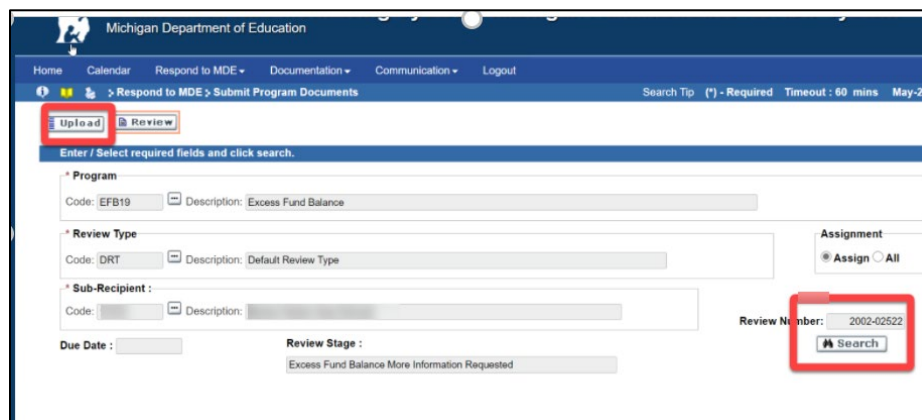 Michigan Department of Education
Home Calendar Respond to MDE Documentation Communication Logout
> Respond to MDE > Submit Program Documents Search Tip (*) - Required Timeout : 60 mins May-2
Upload Review
Enter / Select required fields and click search.
* Program
Code: EFB19 Description: Excess Fund Balance
* Review Type Assignment
Code: DRT Description: Default Review Type Assign All
* Sub-Recipient :
Code: Description:
Review Number: 2002-02522
Due Date : Review Stage : Search
Excess Fund Balance More Information Requested